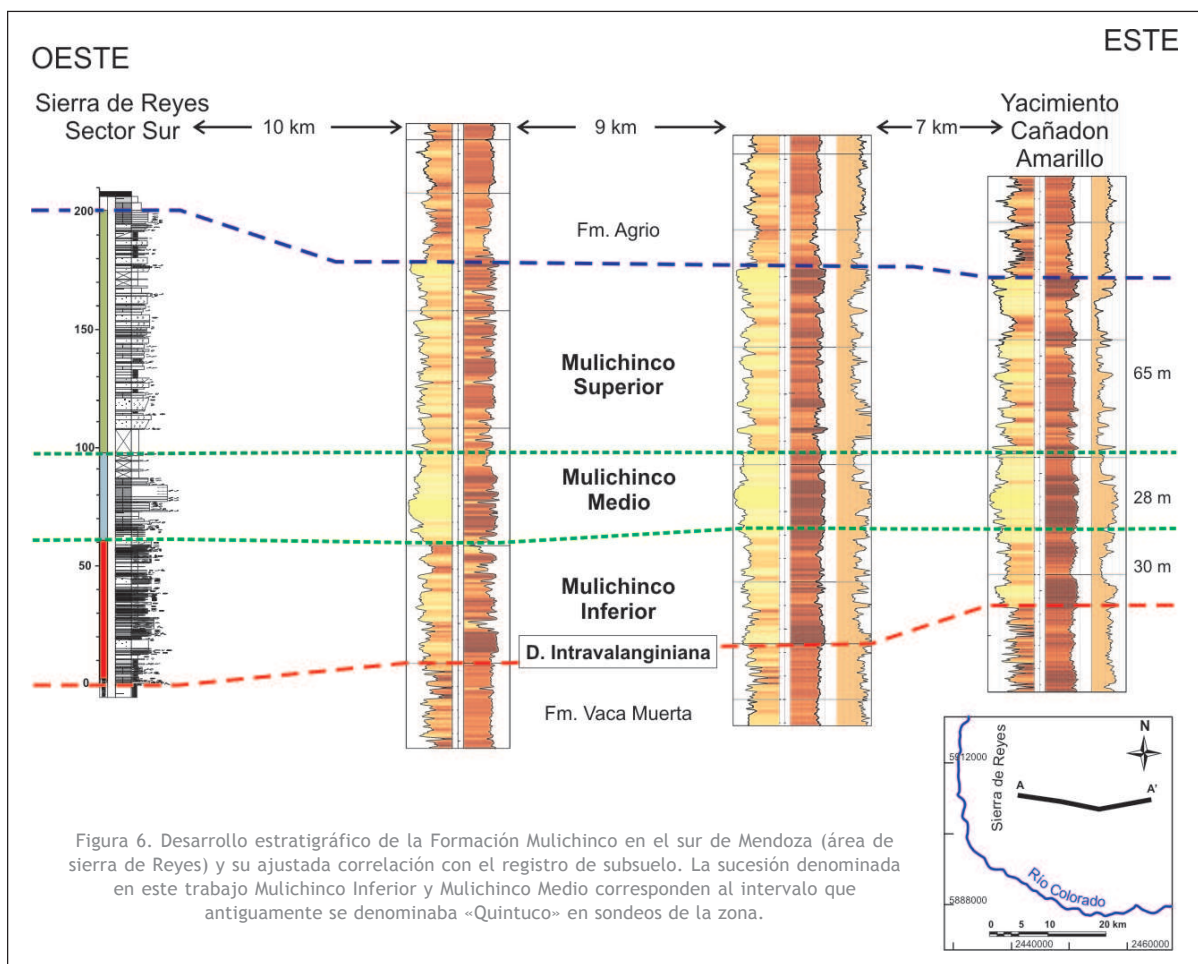 OESTE
ESTE
Sierra de Reyes
Sector Sur
10 km
9 km
7 km
Yacimiento
Cañadon
Amarillo
200
150
100
50
0
Fm. Agrio
Mulichinco
Superior
65 m
Mulichinco
Medio
28 m
Mulichinco
Inferior
30 m
D. Intravalanginiana
Fm. Vaca Muerta
N
5912000
Sierra de Reyes
A
A'
Río Colorado
5888000
0 5 10 20 km
2440000
2460000
Figura 6. Desarrollo estratigráfico de la Formación Mulichinco en el sur de Mendoza (área de
sierra de Reyes) y su ajustada correlación con el registro de subsuelo. La sucesión denominada
en este trabajo Mulichinco Inferior y Mulichinco Medio corresponden al intervalo que
antiguamente se denominaba «Quintuco» en sondeos de la zona.